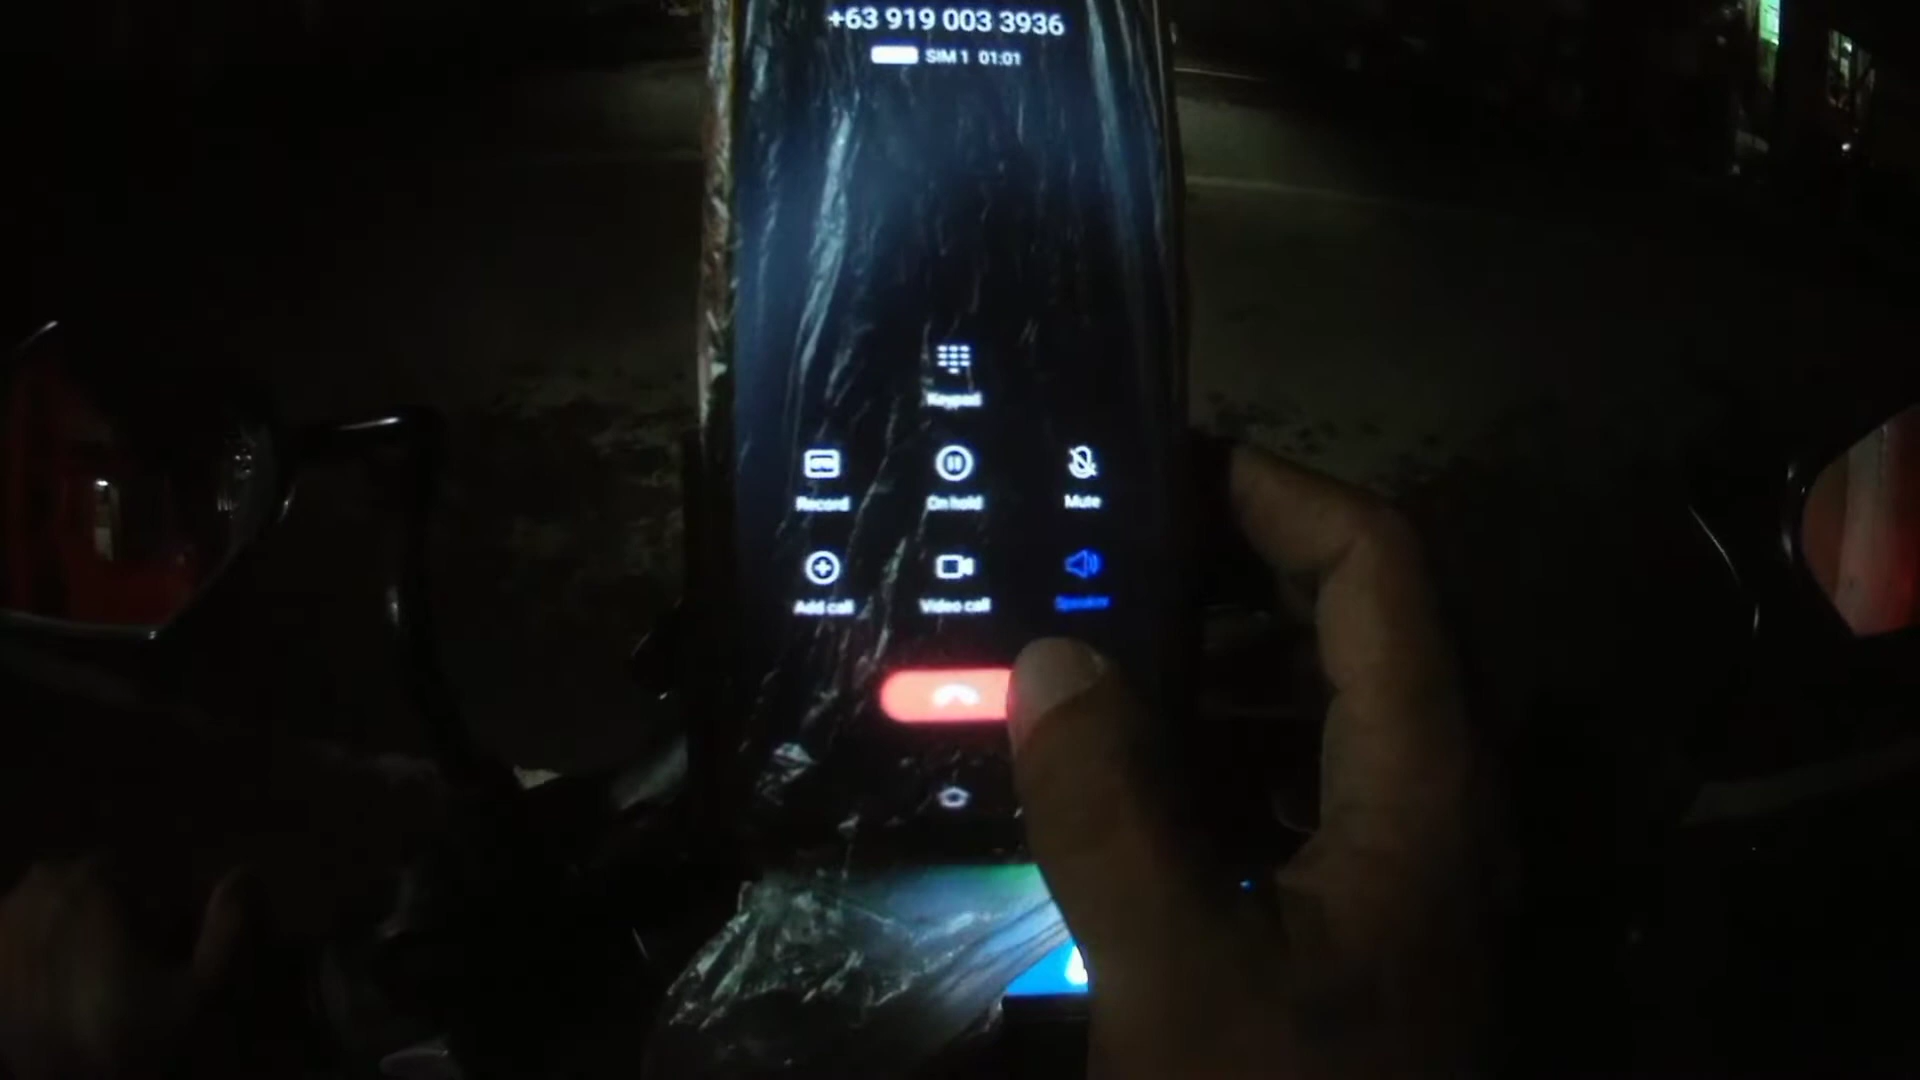 +63 919 003 3936
SIM 1 01:01
Keypad
Record On hold Mute
Add call Video call Speaker